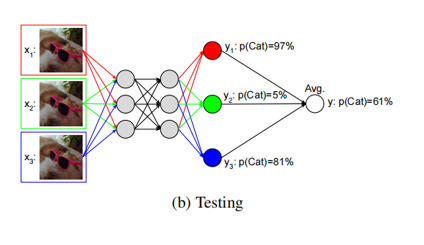 x1:
y1: p(Cat)=97%
Avg.
x2:
y2: p(Cat)=5%
y: p(Cat)=61%
x3:
y3: p(Cat)=81%
(b) Testing